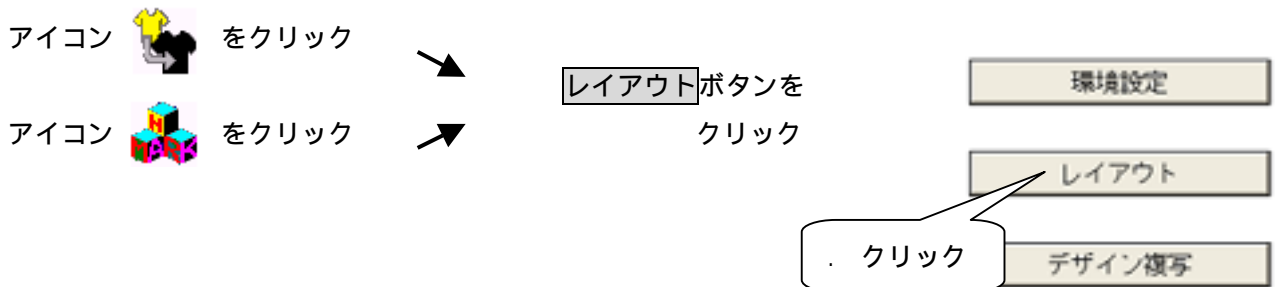 アイコン をクリック
アイコン N MARK をクリック
レイアウトボタンを
クリック
環境設定
レイアウト
. クリック
デザイン複写